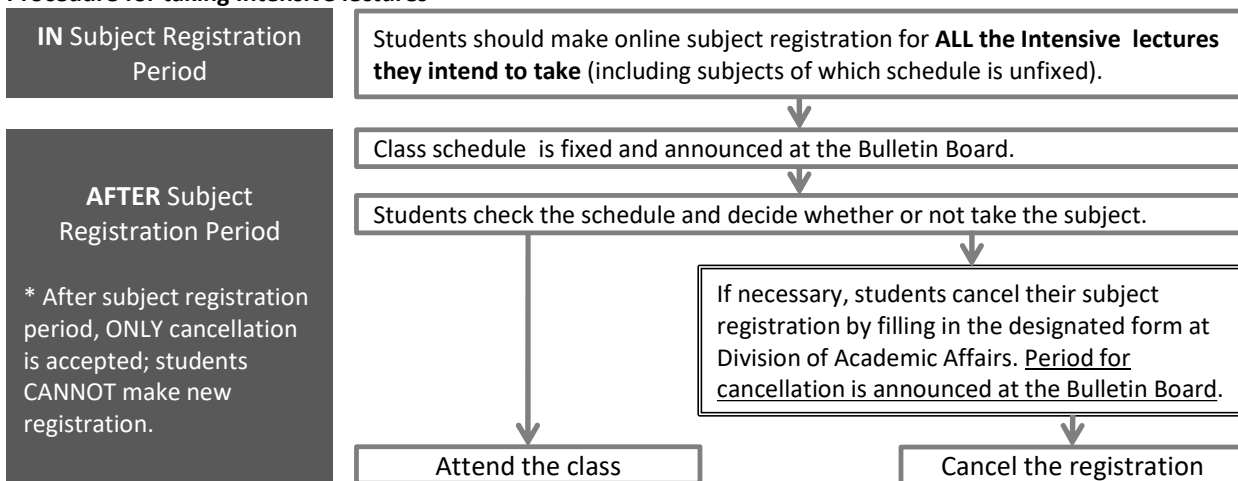 Procedure for taking Intensive lectures
IN Subject Registration
Period
Students should make online subject registration for ALL the Intensive lectures
they intend to take (including subjects of which schedule is unfixed).
Class schedule is fixed and announced at the Bulletin Board.
AFTER Subject
Registration Period
* After subject registration
period, ONLY cancellation
is accepted; students
CANNOT make new
registration.
Students check the schedule and decide whether or not take the subject.
If necessary, students cancel their subject
registration by filling in the designated form at
Division of Academic Affairs. Period for
cancellation is announced at the Bulletin Board.
Attend the class
Cancel the registration